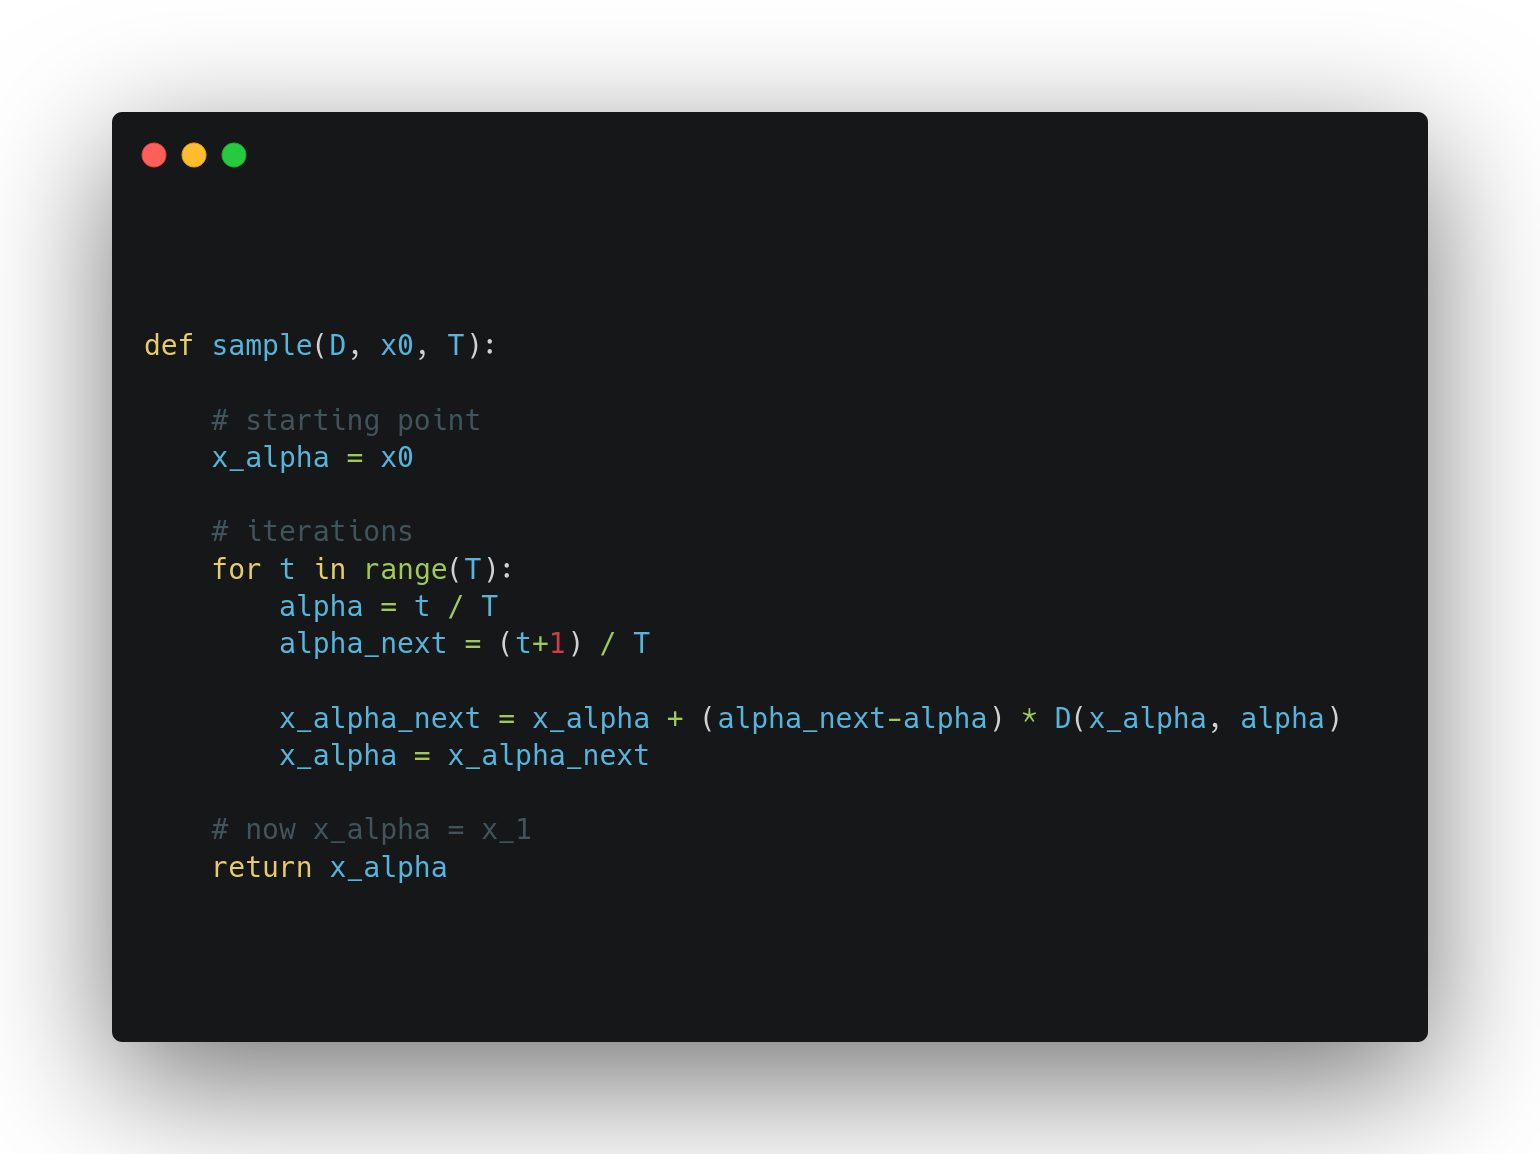 def sample(D, x0, T):
    # starting point
    x_alpha = x0
    # iterations
    for t in range(T):
        alpha = t / T
        alpha_next = (t+1) / T
        x_alpha_next = x_alpha + (alpha_next-alpha) * D(x_alpha, alpha)
        x_alpha = x_alpha_next
    # now x_alpha = x_1
    return x_alpha